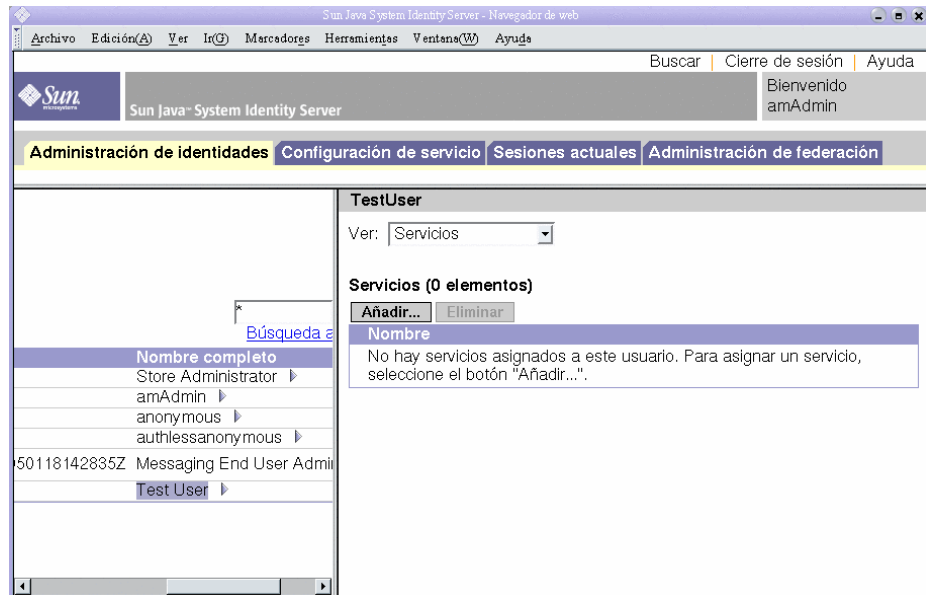 Sun Java System Identity Server - Navegador de web
Archivo Edición(A) Ver Ir(G) Marcadores Herramientas Ventana(W) Ayuda
Buscar | Cierre de sesión | Ayuda
Sun
microsystems
Sun Java™ System Identity Server
Bienvenido
amAdmin
Administración de identidades Configuración de servicio Sesiones actuales Administración de federación
TestUser
Ver: Servicios
Servicios (0 elementos)
Añadir... Eliminar
Nombre
No hay servicios asignados a este usuario. Para asignar un servicio,
seleccione el botón "Añadir...".
*
Búsqueda a
Nombre completo
Store Administrator
amAdmin
anonymous
authlessanonymous
50118142835Z Messaging End User Admi
Test User